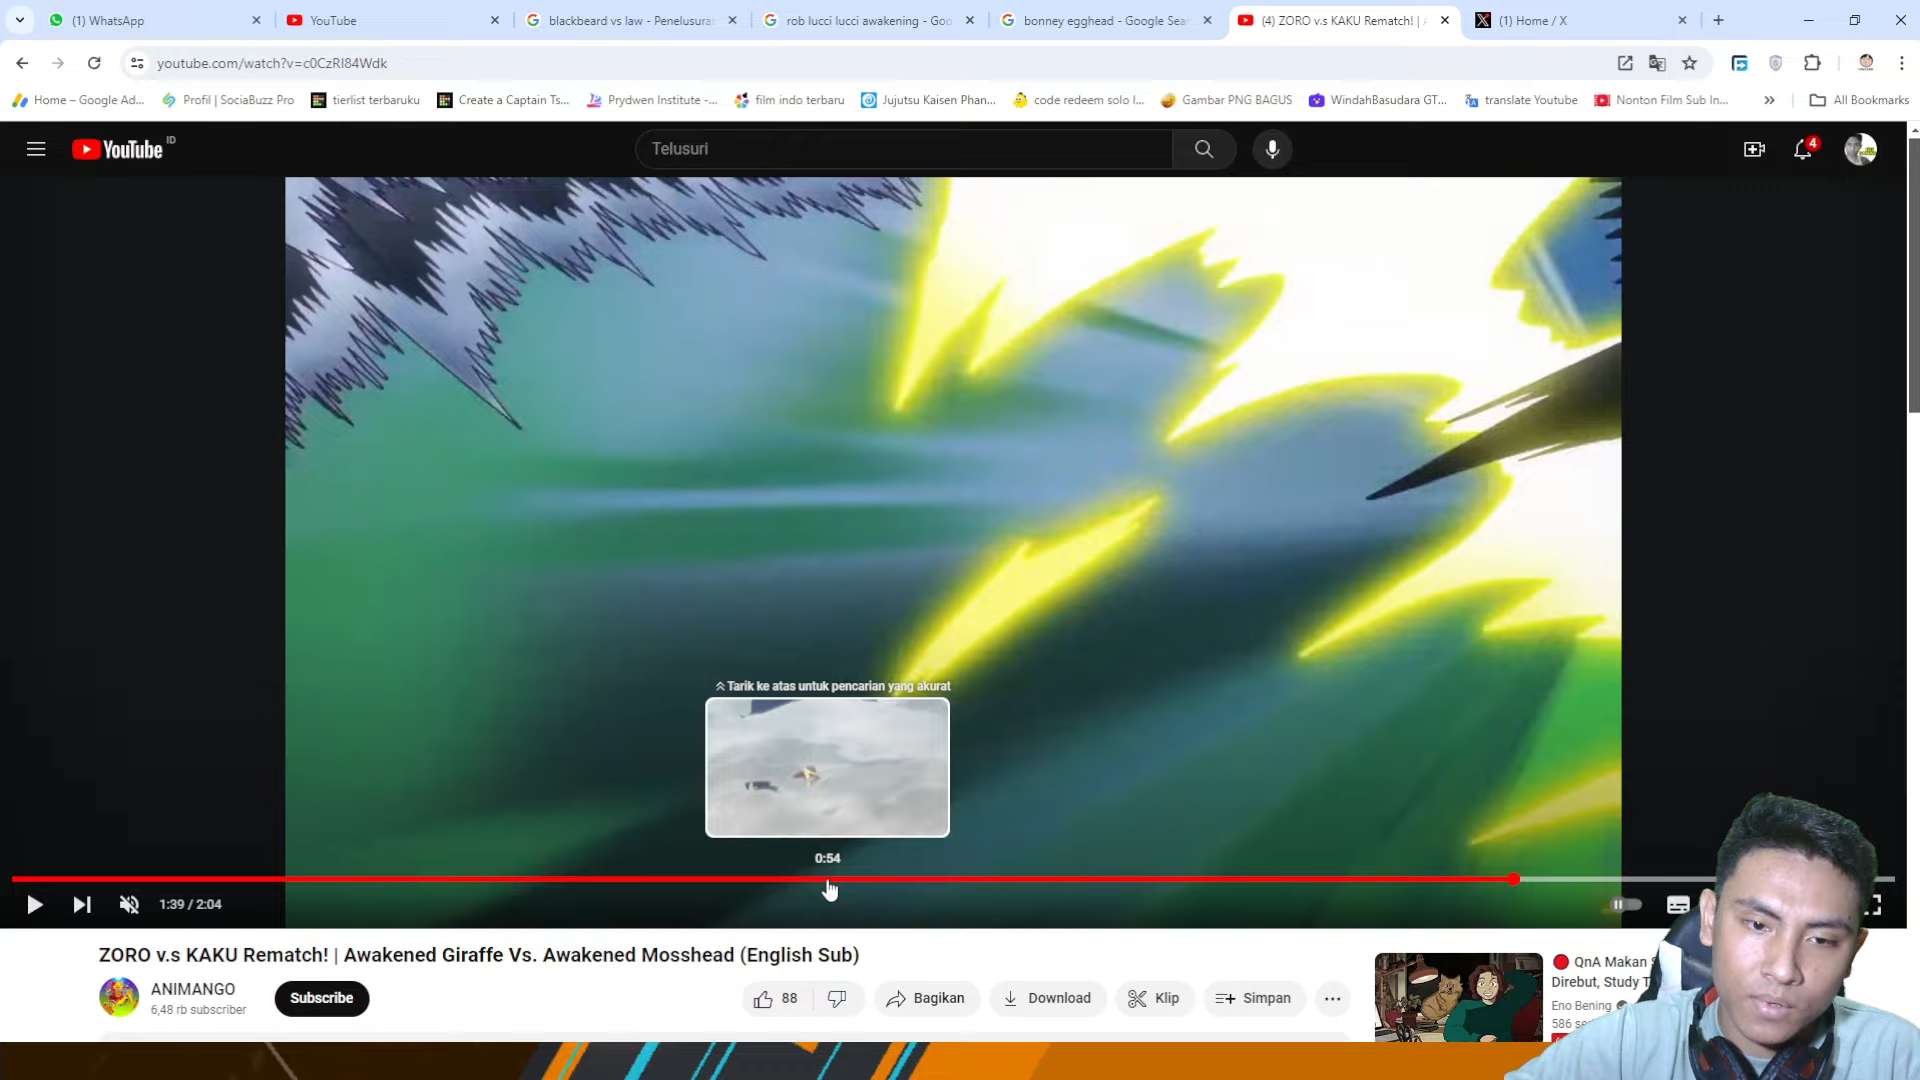 (1) WhatsApp
YouTube
blackbeard vs law - Penelusura
rob lucci lucci awakening - Goo
bonney egghead - Google Sear
(4) ZORO v.s KAKU Rematch! | A
(1) Home / X
youtube.com/watch?v=c0CzRI84Wdk
Home – Google Ad...
Profil | SociaBuzz Pro
tierlist terbaruku
Create a Captain Ts...
Prydwen Institute -...
film indo terbaru
Jujutsu Kaisen Phan...
code redeem solo l...
Gambar PNG BAGUS
WindahBasudara GT...
translate Youtube
Nonton Film Sub In...
All Bookmarks
YouTube ID
Telusuri
4
Tarik ke atas untuk pencarian yang akurat
0:54
1:39 / 2:04
ZORO v.s KAKU Rematch! | Awakened Giraffe Vs. Awakened Mosshead (English Sub)
ANIMANGO
6,48 rb subscriber
Subscribe
88
Bagikan
Download
Klip
Simpan
QnA Makan S
Direbut, Study T
Eno Bening
586 se